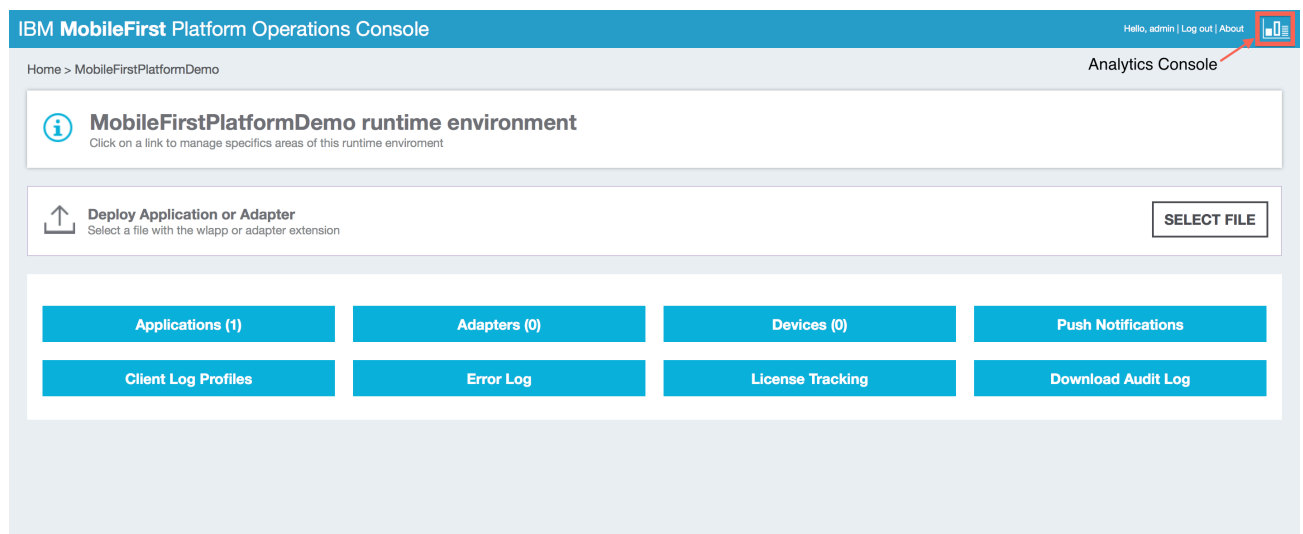 IBM MobileFirst Platform Operations Console
Hello, admin | Log out | About
Home > MobileFirstPlatformDemo
Analytics Console
MobileFirstPlatformDemo runtime environment
Click on a link to manage specifics areas of this runtime enviroment
Deploy Application or Adapter
Select a file with the wlapp or adapter extension
SELECT FILE
Applications (1)
Adapters (0)
Devices (0)
Push Notifications
Client Log Profiles
Error Log
License Tracking
Download Audit Log